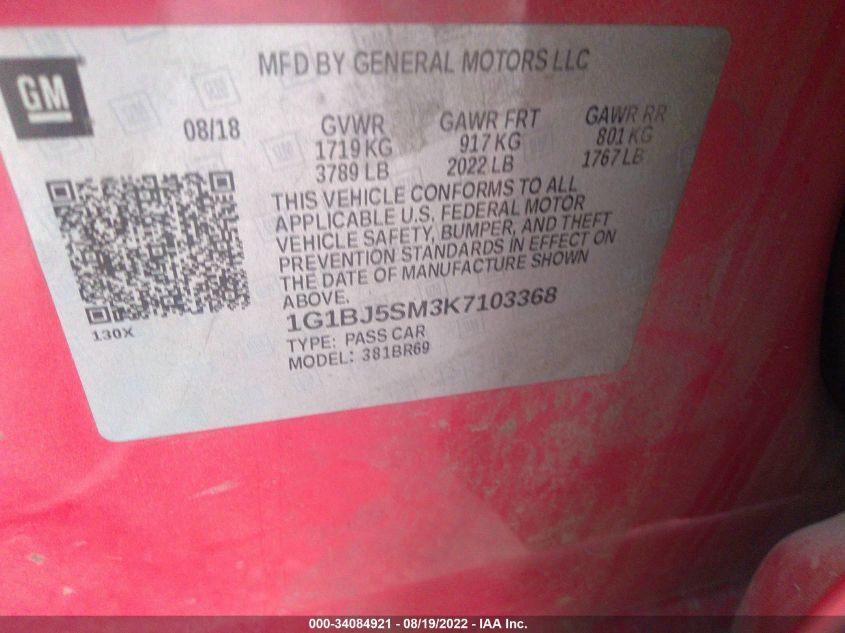 MFD BY GENERAL MOTORS LLC
GM
08/18 GVWR GAWR FRT GAWR RR
1719 KG 917 KG 801 KG
3789 LB 2022 LB 1767 LB
THIS VEHICLE CONFORMS TO ALL
APPLICABLE U.S. FEDERAL MOTOR
VEHICLE SAFETY, BUMPER, AND THEFT
PREVENTION STANDARDS IN EFFECT ON
THE DATE OF MANUFACTURE SHOWN
ABOVE.
1G1BJ5SM3K7103368
130X
TYPE: PASS CAR
MODEL: 381BR69
000-34084921 - 08/19/2022 - IAA Inc.